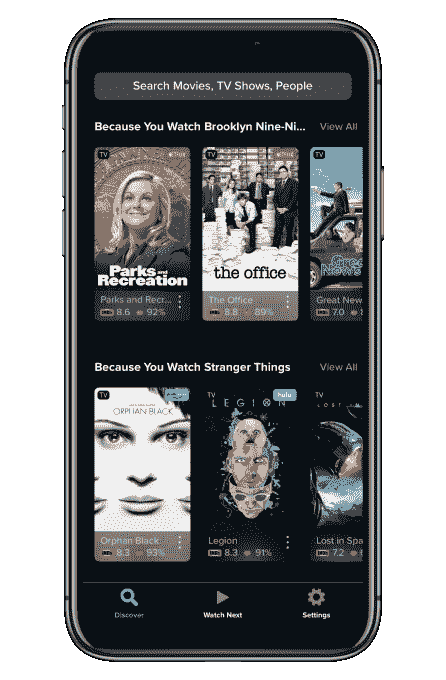 Search Movies, TV Shows, People
Because You Watch Brooklyn Nine-Ni...
View All
TV
TV
TV
Parks and
Recreation
the office
Parks and Recr...
The Office
Great New
8.6 92%
8.8 89%
7.0
Because You Watch Stranger Things
View All
TV
TV
hulu
TV
ORPHAN BLACK
LEGION
LOST IN
Orphan Black
Legion
Lost in Spa
8.3 93%
8.3 91%
7.2 6
Discover
Watch Next
Settings